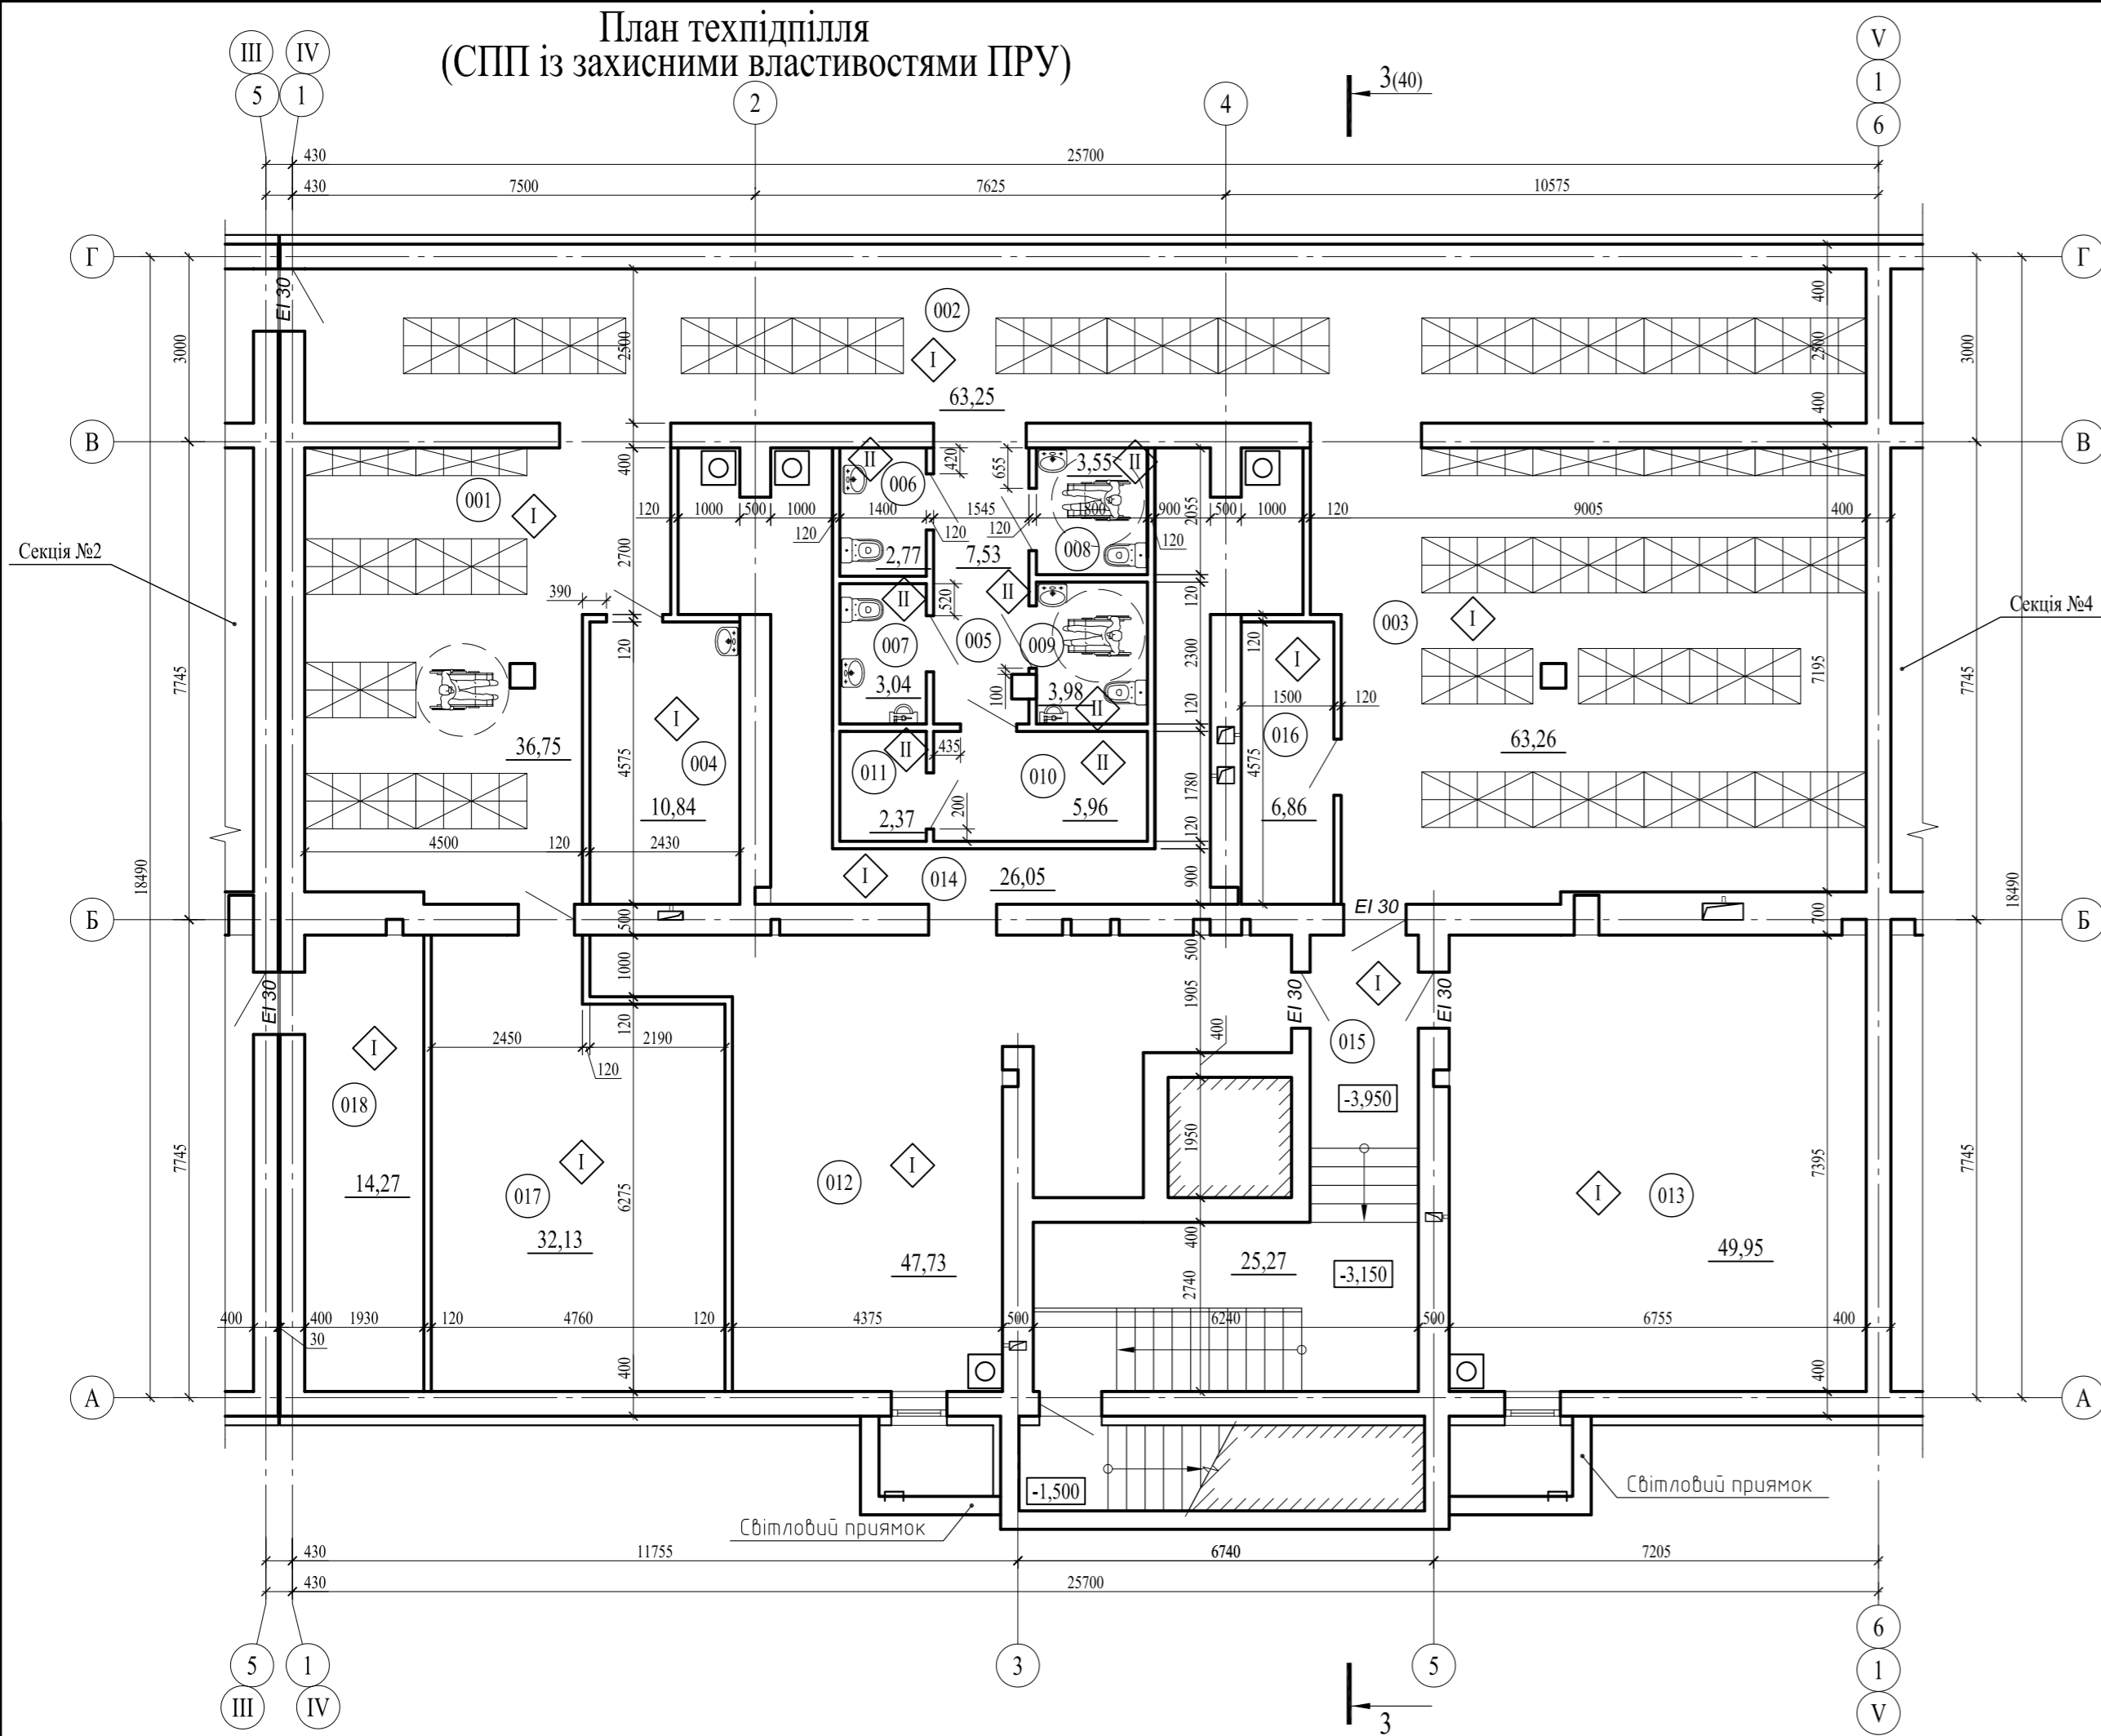 План техпідпілля
(СПП із захисними властивостями ПРУ)
III IV V
5 1 2 4 3(40) 1
6
430 25700
430 7500 7625 10575
Г Г
EI 30
002
400
3000 2500 I 2500 3000
63,25
400
В В
II 006 420 655 3,55 II
400
001 I
120 1000 500 1000 1400 1545 1800 900 2055 500 1000 120 9005 400
120 120 120 120
008
Секція №2
2700 2,77 7,53
390 II 520 II 120
003 I Секція №4
120 007 005 009 2300 120 I
7745 3,04 100 3,98 1500 120 7195 7745
I II 120 016
36,75 004 II 435 II 63,26
4575 011 010 1780 4575
10,84 2,37 200 5,96 6,86
120
4500 120 2430
18490 I 014 26,05 900 18490
Б EI 30 Б
500 700
500
1000 I
EI 30 1905 EI 30 EI 30
120
2450 2190 400 015
I 120
018 -3,950
7745 I I 1950 7395 7745
14,27 017 012 I 013
6275
32,13 47,73 400 25,27 -3,150 49,95
2740
400 400 1930 120 4760 120 4375 500 6240 500 6755 400
30
400 400
А А
-1,500
Світловий приямок Світловий приямок
430 11755 6740 7205
430 25700
5 1 3 5 6
III IV 1
3 V